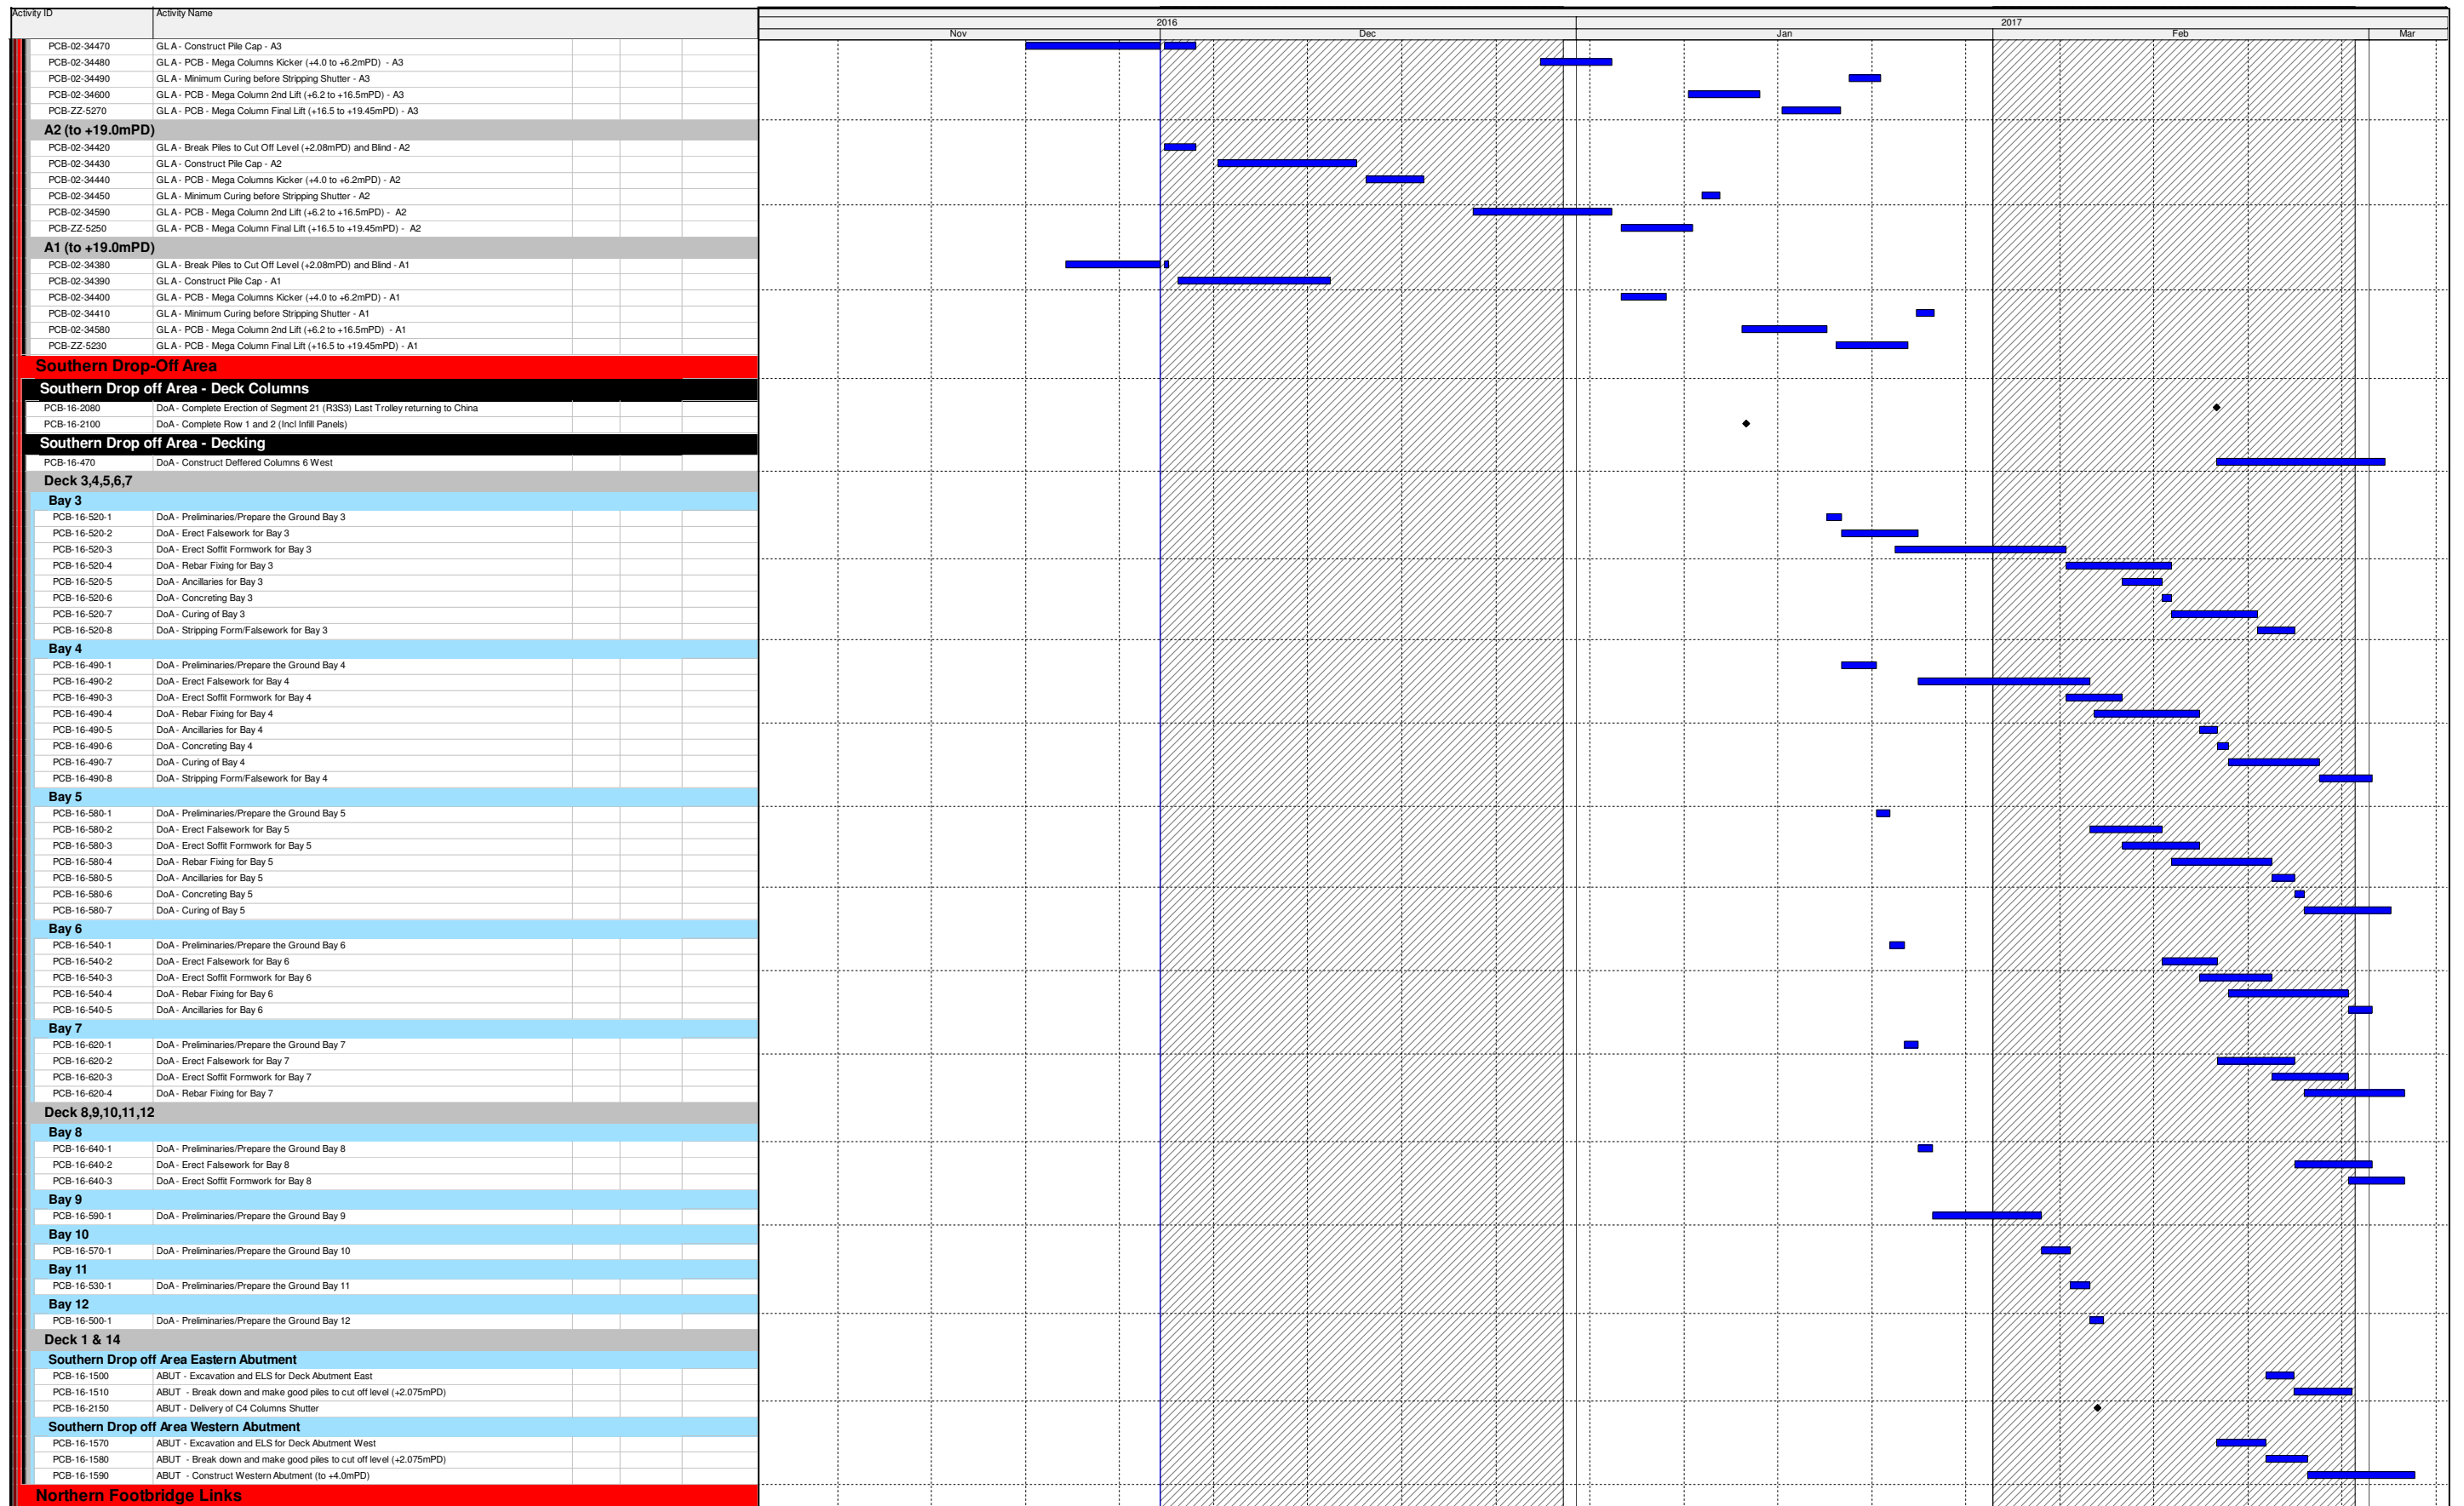 Activity ID Activity Name 2016 2017
Nov Dec Jan Feb Mar
PCB-02-34470 GL A - Construct Pile Cap - A3
PCB-02-34480 GL A - PCB - Mega Columns Kicker (+4.0 to +6.2mPD) - A3
PCB-02-34490 GL A - Minimum Curing before Stripping Shutter - A3
PCB-02-34600 GL A - PCB - Mega Column 2nd Lift (+6.2 to +16.5mPD) - A3
PCB-ZZ-5270 GL A - PCB - Mega Column Final Lift (+16.5 to +19.45mPD) - A3
A2 (to +19.0mPD)
PCB-02-34420 GL A - Break Piles to Cut Off Level (+2.08mPD) and Blind - A2
PCB-02-34430 GL A - Construct Pile Cap - A2
PCB-02-34440 GL A - PCB - Mega Columns Kicker (+4.0 to +6.2mPD) - A2
PCB-02-34450 GL A - Minimum Curing before Stripping Shutter - A2
PCB-02-34590 GL A - PCB - Mega Column 2nd Lift (+6.2 to +16.5mPD) - A2
PCB-ZZ-5250 GL A - PCB - Mega Column Final Lift (+16.5 to +19.45mPD) - A2
A1 (to +19.0mPD)
PCB-02-34380 GL A - Break Piles to Cut Off Level (+2.08mPD) and Blind - A1
PCB-02-34390 GL A - Construct Pile Cap - A1
PCB-02-34400 GL A - PCB - Mega Columns Kicker (+4.0 to +6.2mPD) - A1
PCB-02-34410 GL A - Minimum Curing before Stripping Shutter - A1
PCB-02-34580 GL A - PCB - Mega Column 2nd Lift (+6.2 to +16.5mPD) - A1
PCB-ZZ-5230 GL A - PCB - Mega Column Final Lift (+16.5 to +19.45mPD) - A1
Southern Drop-Off Area
Southern Drop off Area - Deck Columns
PCB-16-2080 DoA - Complete Erection of Segment 21 (R3S3) Last Trolley returning to China
PCB-16-2100 DoA - Complete Row 1 and 2 (Incl Infill Panels)
Southern Drop off Area - Decking
PCB-16-470 DoA - Construct Deffered Columns 6 West
Deck 3,4,5,6,7
Bay 3
PCB-16-520-1 DoA - Preliminaries/Prepare the Ground Bay 3
PCB-16-520-2 DoA - Erect Falsework for Bay 3
PCB-16-520-3 DoA - Erect Soffit Formwork for Bay 3
PCB-16-520-4 DoA - Rebar Fixing for Bay 3
PCB-16-520-5 DoA - Ancillaries for Bay 3
PCB-16-520-6 DoA - Concreting Bay 3
PCB-16-520-7 DoA - Curing of Bay 3
PCB-16-520-8 DoA - Stripping Form/Falsework for Bay 3
Bay 4
PCB-16-490-1 DoA - Preliminaries/Prepare the Ground Bay 4
PCB-16-490-2 DoA - Erect Falsework for Bay 4
PCB-16-490-3 DoA - Erect Soffit Formwork for Bay 4
PCB-16-490-4 DoA - Rebar Fixing for Bay 4
PCB-16-490-5 DoA - Ancillaries for Bay 4
PCB-16-490-6 DoA - Concreting Bay 4
PCB-16-490-7 DoA - Curing of Bay 4
PCB-16-490-8 DoA - Stripping Form/Falsework for Bay 4
Bay 5
PCB-16-580-1 DoA - Preliminaries/Prepare the Ground Bay 5
PCB-16-580-2 DoA - Erect Falsework for Bay 5
PCB-16-580-3 DoA - Erect Soffit Formwork for Bay 5
PCB-16-580-4 DoA - Rebar Fixing for Bay 5
PCB-16-580-5 DoA - Ancillaries for Bay 5
PCB-16-580-6 DoA - Concreting Bay 5
PCB-16-580-7 DoA - Curing of Bay 5
Bay 6
PCB-16-540-1 DoA - Preliminaries/Prepare the Ground Bay 6
PCB-16-540-2 DoA - Erect Falsework for Bay 6
PCB-16-540-3 DoA - Erect Soffit Formwork for Bay 6
PCB-16-540-4 DoA - Rebar Fixing for Bay 6
PCB-16-540-5 DoA - Ancillaries for Bay 6
Bay 7
PCB-16-620-1 DoA - Preliminaries/Prepare the Ground Bay 7
PCB-16-620-2 DoA - Erect Falsework for Bay 7
PCB-16-620-3 DoA - Erect Soffit Formwork for Bay 7
PCB-16-620-4 DoA - Rebar Fixing for Bay 7
Deck 8,9,10,11,12
Bay 8
PCB-16-640-1 DoA - Preliminaries/Prepare the Ground Bay 8
PCB-16-640-2 DoA - Erect Falsework for Bay 8
PCB-16-640-3 DoA - Erect Soffit Formwork for Bay 8
Bay 9
PCB-16-590-1 DoA - Preliminaries/Prepare the Ground Bay 9
Bay 10
PCB-16-570-1 DoA - Preliminaries/Prepare the Ground Bay 10
Bay 11
PCB-16-530-1 DoA - Preliminaries/Prepare the Ground Bay 11
Bay 12
PCB-16-500-1 DoA - Preliminaries/Prepare the Ground Bay 12
Deck 1 & 14
Southern Drop off Area Eastern Abutment
PCB-16-1500 ABUT - Excavation and ELS for Deck Abutment East
PCB-16-1510 ABUT - Break down and make good piles to cut off level (+2.075mPD)
PCB-16-2150 ABUT - Delivery of C4 Columns Shutter
Southern Drop off Area Western Abutment
PCB-16-1570 ABUT - Excavation and ELS for Deck Abutment West
PCB-16-1580 ABUT - Break down and make good piles to cut off level (+2.075mPD)
PCB-16-1590 ABUT - Construct Western Abutment (to +4.0mPD)
Northern Footbridge Links